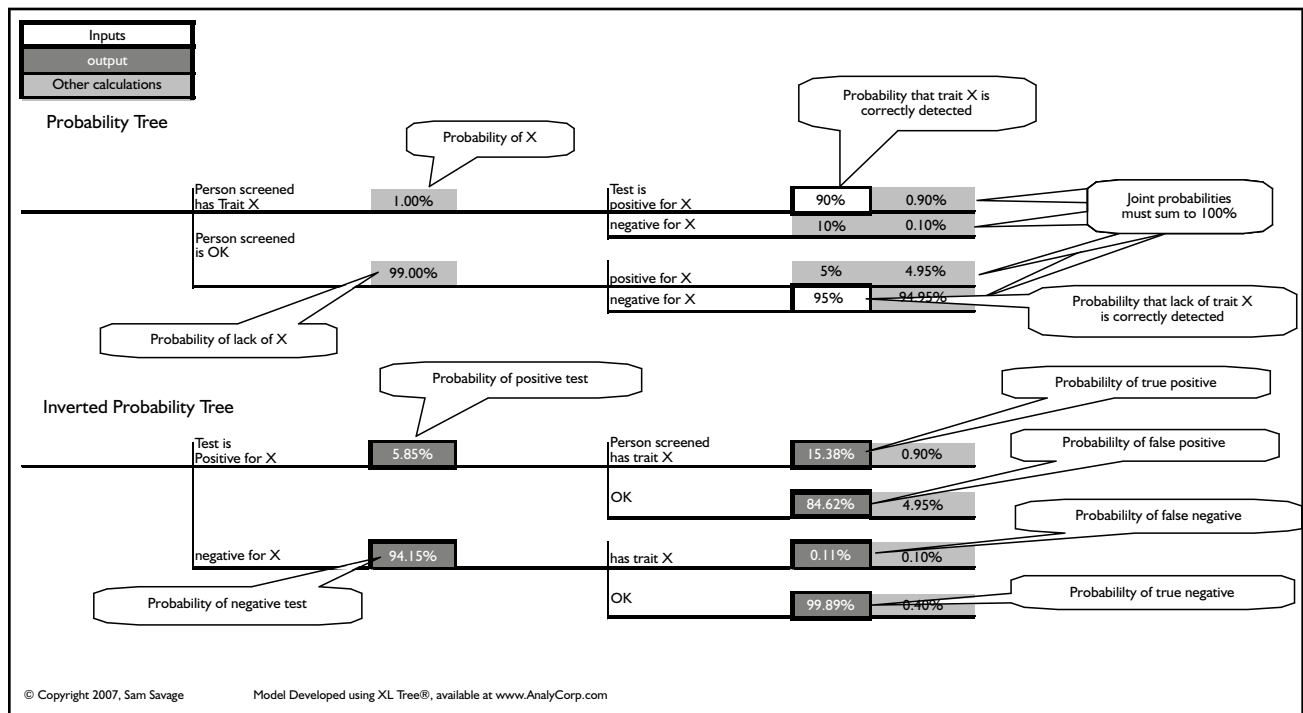 Inputs
output
Other calculations
Probability Tree
Probability of X
Probability that trait X is
correctly detected
Person screened
has Trait X
1.00%
Test is
positive for X
90%
0.90%
Joint probabilities
must sum to 100%
negative for X
10%
0.10%
Person screened
is OK
99.00%
positive for X
5%
4.95%
negative for X
95%
94.95%
Probabililty that lack of trait X
is correctly detected
Probability of lack of X
Probability of positive test
Probabililty of true positive
Inverted Probability Tree
Test is
Positive for X
5.85%
Person screened
has trait X
15.38%
0.90%
Probabililty of false positive
OK
84.62%
4.95%
Probabililty of false negative
negative for X
94.15%
has trait X
0.11%
0.10%
Probability of negative test
OK
99.89%
0.40%
Probabililty of true negative
© Copyright 2007, Sam Savage
Model Developed using XL Tree®, available at www.AnalyCorp.com